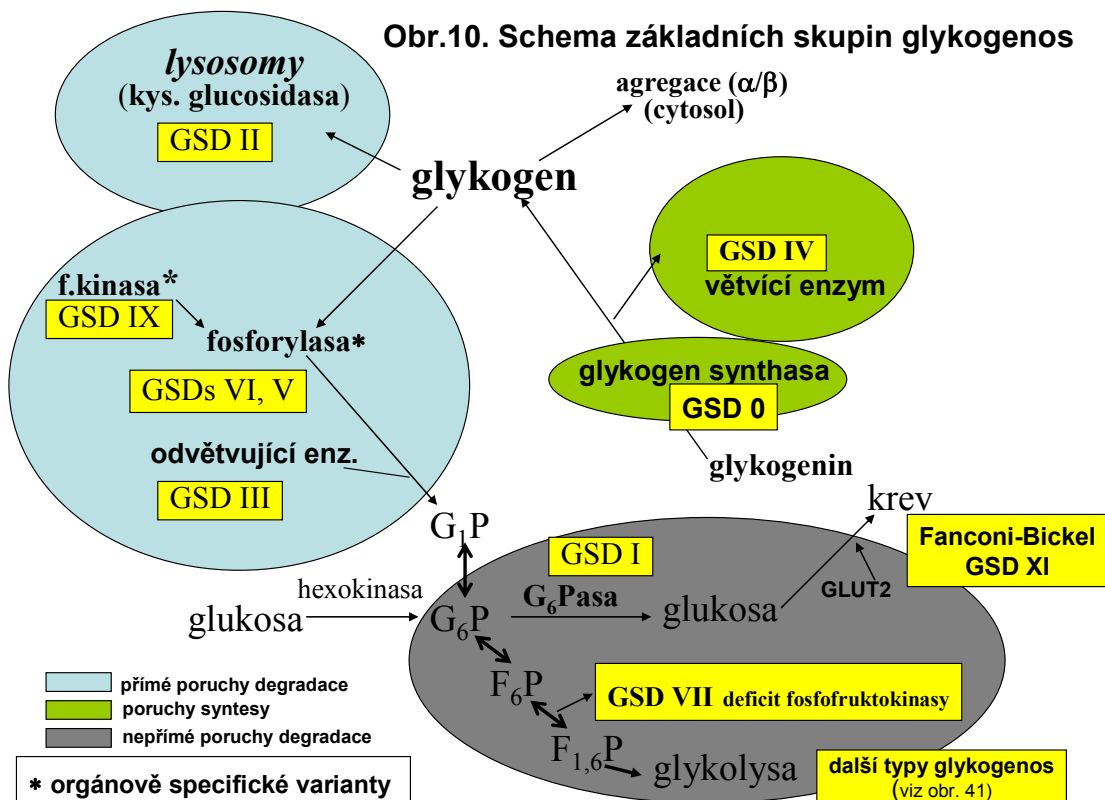 Obr.10. Schema základních skupin glykogenos
lysosomy
(kys. glucosidasa)
GSD II
agregace (α/β)
(cytosol)
glykogen
GSD IV
větvící enzym
f.kinasa*
GSD IX
fosforylasa*
GSDs VI, V
glykogen synthasa
GSD 0
odvětvující enz.
GSD III
glykogenin
krev
G₁P
GSD I
Fanconi-Bickel
GSD XI
GLUT2
hexokinasa
glukosa
G₆P
G₆Pasa
glukosa
F₆P
GSD VII deficit fosfofruktokinasy
F₁,₆P
glykolysa
přímé poruchy degradace
poruchy syntesy
nepřímé poruchy degradace
* orgánově specifické varianty
další typy glykogenos
(viz obr. 41)